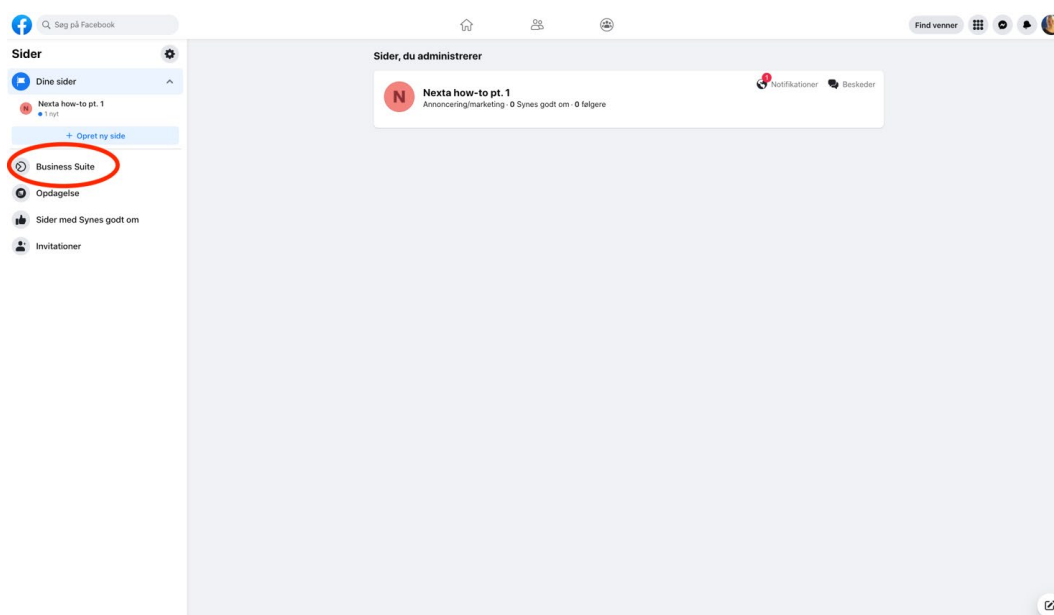 Søg på Facebook
Find venner
Sider
Dine sider
Nexta how-to pt. 1
1 nyt
+ Opret ny side
Business Suite
Opdagelse
Sider med Synes godt om
Invitationer
Sider, du administrerer
N
Nexta how-to pt. 1
Annoncering/marketing · 0 Synes godt om · 0 følgere
1
Notifikationer
Beskeder
N